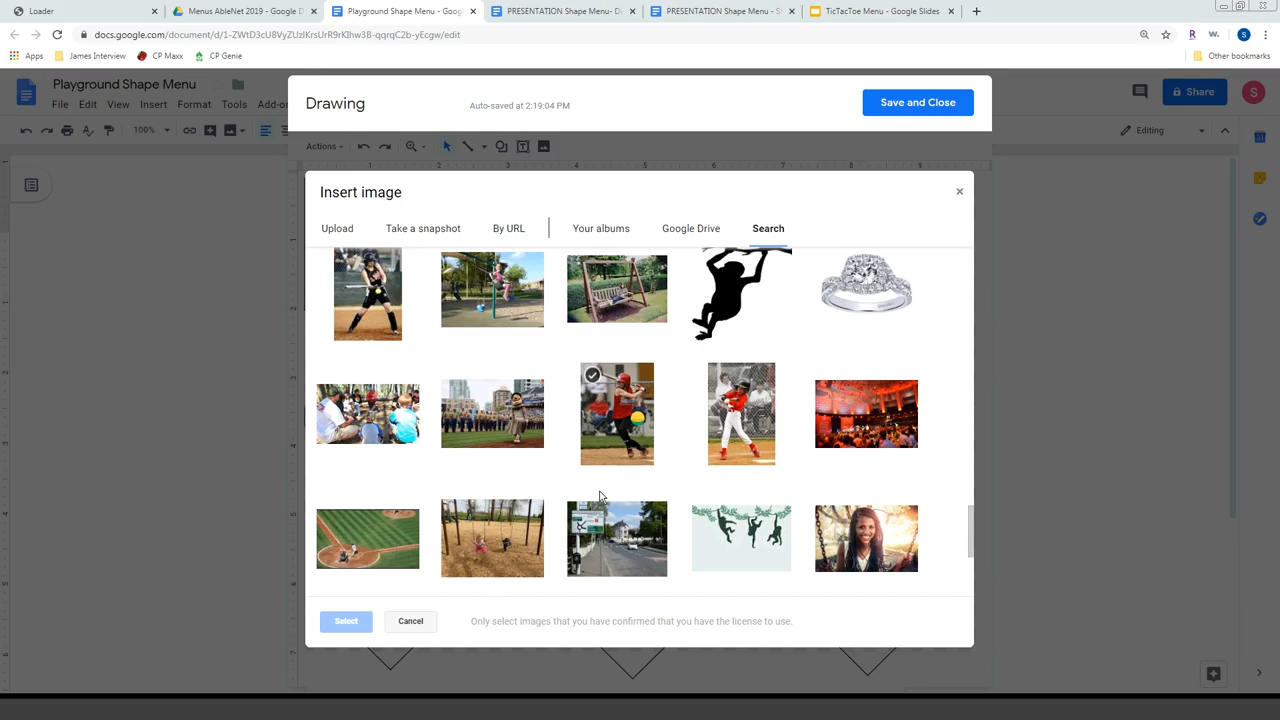 Loader
Menus AbleNet 2019 - Google D
Playground Shape Menu - Goog
PRESENTATION Shape Menu- D
PRESENTATION Shape Menu - S
TicTacToe Menu - Google Slides
docs.google.com/document/d/1-ZWtD3cU8VyZUzlKrsUrR9rKIhw3B-qqrqC2b-yEcgw/edit
Apps
James Interview
CP Maxx
CP Genie
Other bookmarks
Playground Shape Menu
File Edit View Insert Format Tools Add-o
Share
S
100%
Editing
Drawing
Auto-saved at 2:19:04 PM
Save and Close
Actions
Insert image
Upload
Take a snapshot
By URL
Your albums
Google Drive
Search
Select
Cancel
Only select images that you have confirmed that you have the license to use.